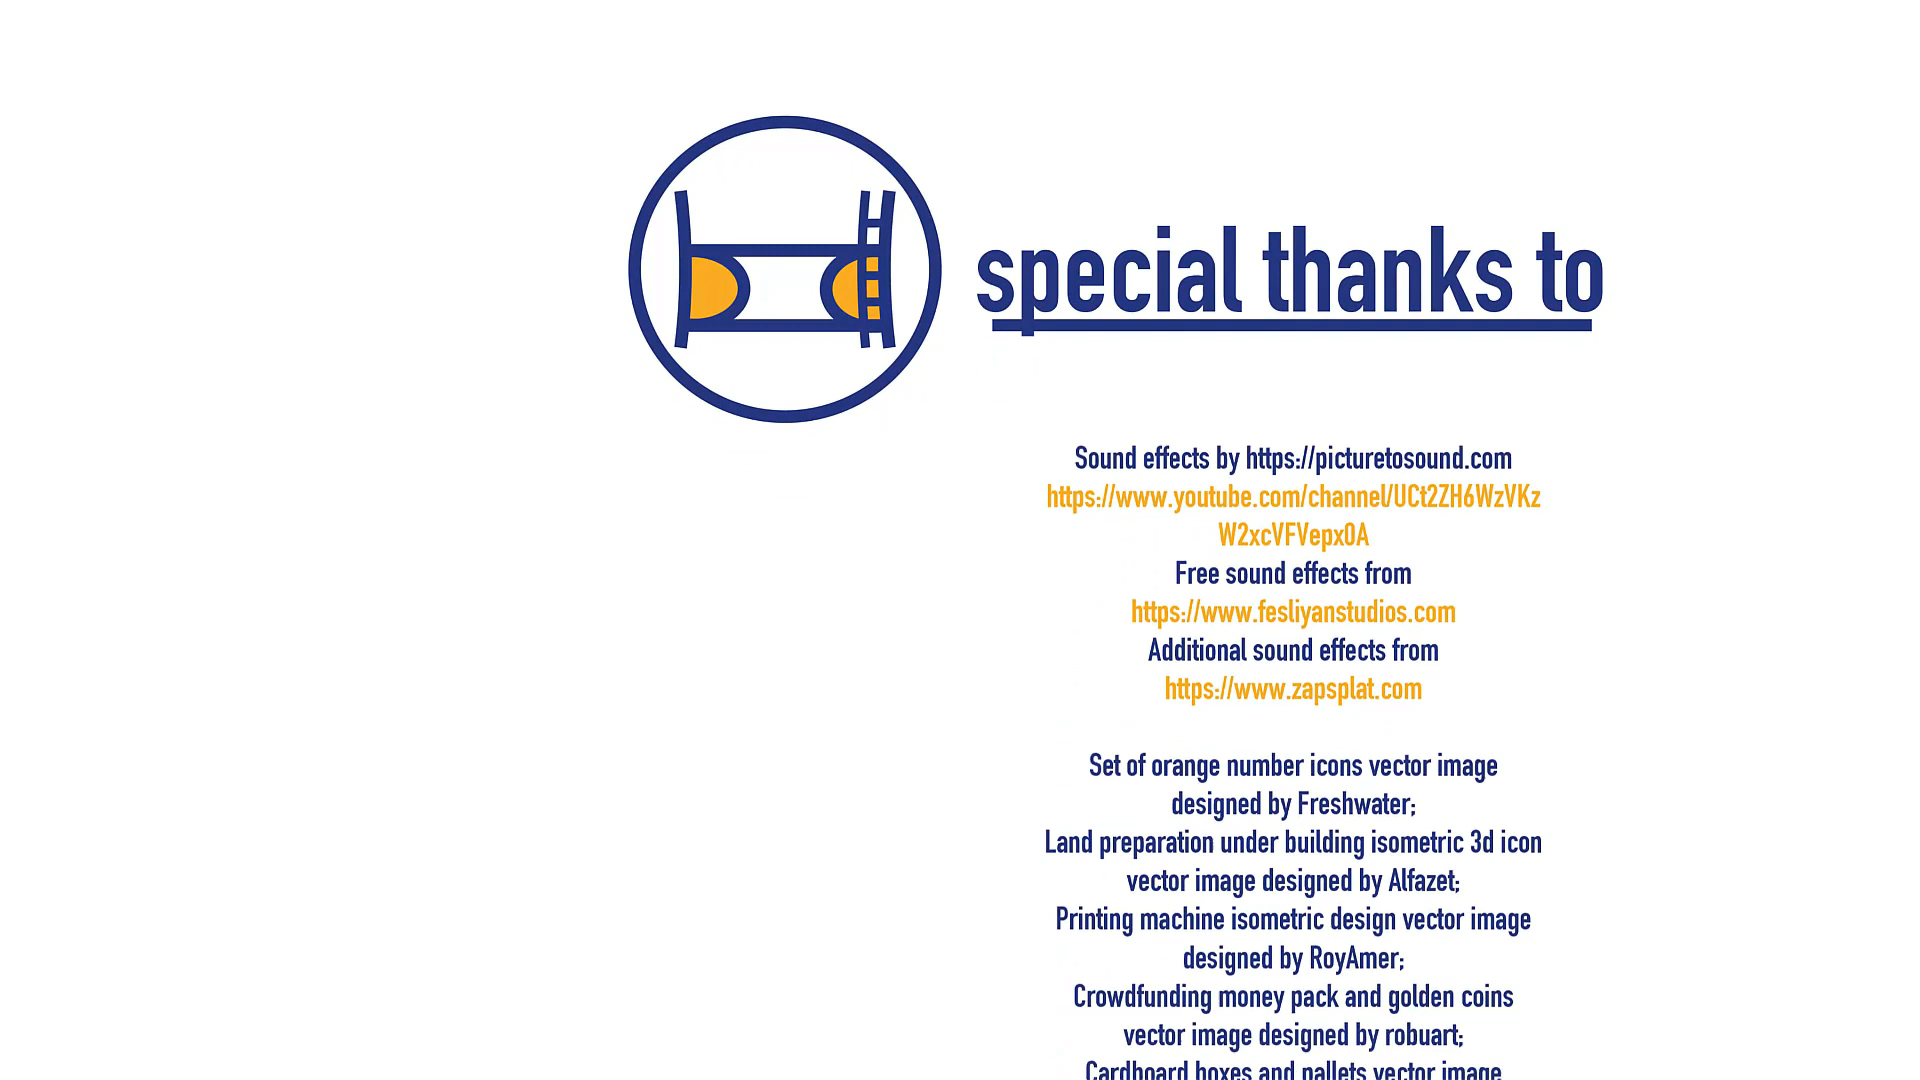 special thanks to
Sound effects by https://picturetosound.com
https://www.youtube.com/channel/UCt2ZH6WzVKz
W2xcVFVepx0A
Free sound effects from
https://www.fesliyanstudios.com
Additional sound effects from
https://www.zapsplat.com
Set of orange number icons vector image
designed by Freshwater;
Land preparation under building isometric 3d icon
vector image designed by Alfazet;
Printing machine isometric design vector image
designed by RoyAmer;
Crowdfunding money pack and golden coins
vector image designed by robuart;
Cardboard boxes and pallets vector image